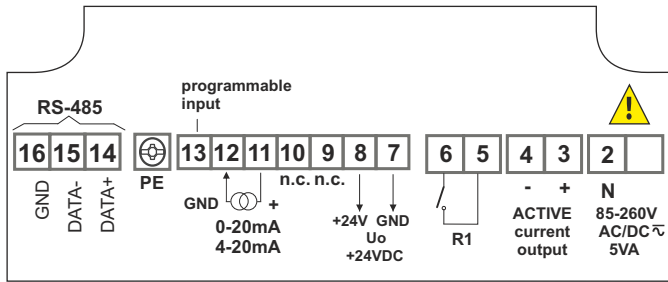 programmable
input
RS-485
16 15 14
PE
13 12 11 10 9 8 7
6 5
4 3
2
GND
DATA-
DATA+
n.c. n.c.
GND +
0-20mA
4-20mA
+24V GND
Uo
+24VDC
R1
- +
ACTIVE
current
output
N
85-260V
AC/DC
5VA
!